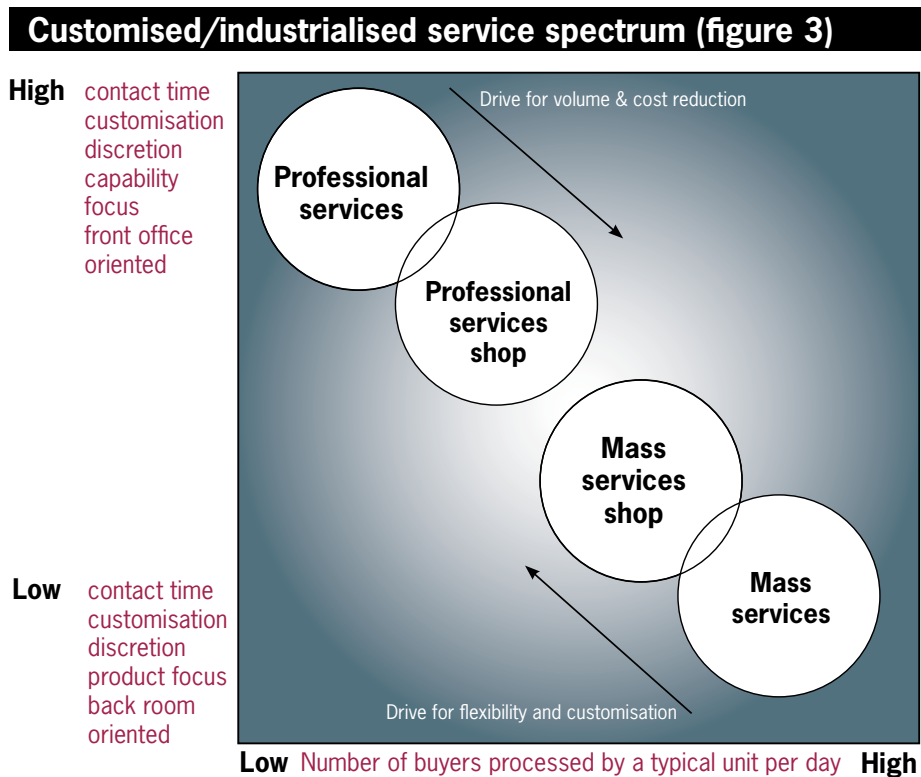 Customised/industrialised service spectrum (figure 3)
High
contact time
customisation
discretion
capability
focus
front office
oriented
Drive for volume & cost reduction
Professional
services
Professional
services
shop
Mass
services
shop
Mass
services
Low
contact time
customisation
discretion
product focus
back room
oriented
Drive for flexibility and customisation
Low Number of buyers processed by a typical unit per day High